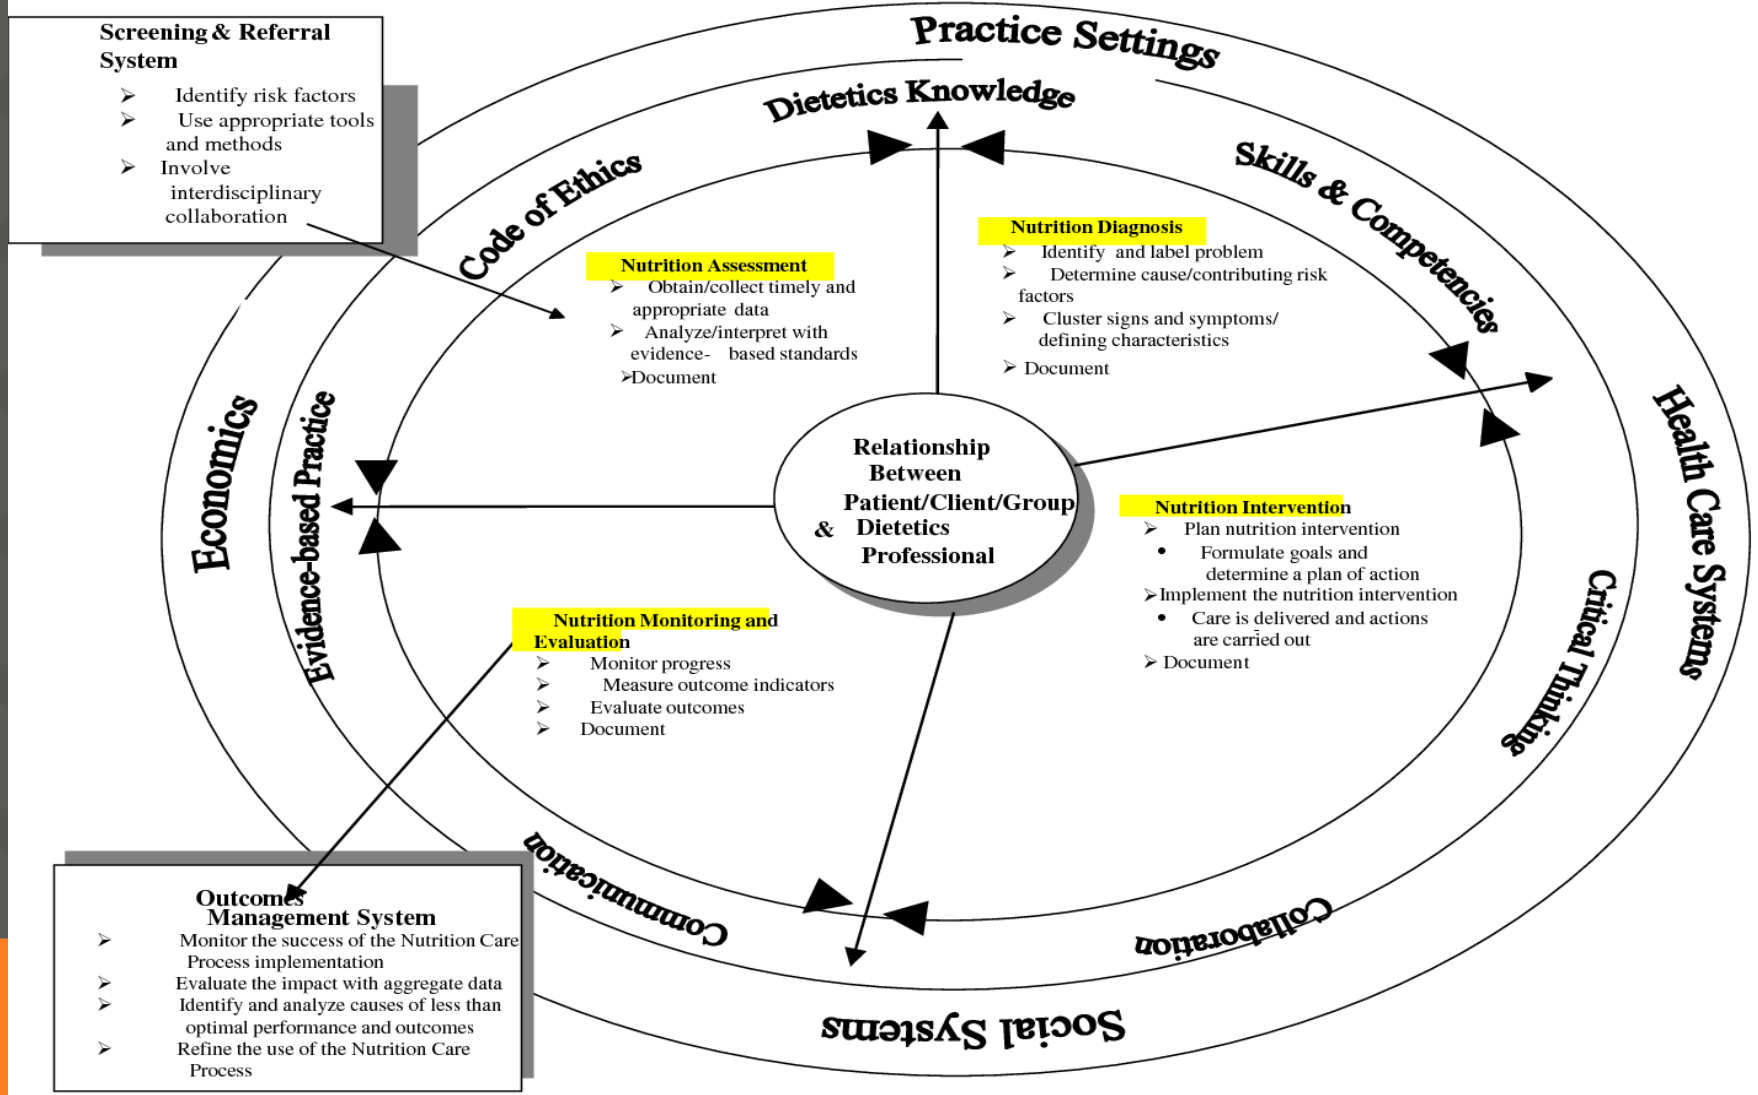 Screening & Referral
System
➢ Identify risk factors
➢ Use appropriate tools
and methods
➢ Involve
interdisciplinary
collaboration
Practice Settings
Dietetics Knowledge
Code of Ethics
Skills & Competencies
Nutrition Assessment
➢ Obtain/collect timely and
appropriate data
➢ Analyze/interpret with
evidence- based standards
➢Document
Nutrition Diagnosis
➢ Identify and label problem
➢ Determine cause/contributing risk
factors
➢ Cluster signs and symptoms/
defining characteristics
➢ Document
Economics
Evidence-based Practice
Relationship
Between
Patient/Client/Group
& Dietetics
Professional
Health Care Systems
Critical Thinking
Nutrition Intervention
➢ Plan nutrition intervention
• Formulate goals and
determine a plan of action
➢Implement the nutrition intervention
• Care is delivered and actions
are carried out
➢ Document
Nutrition Monitoring and
Evaluation
➢ Monitor progress
➢ Measure outcome indicators
➢ Evaluate outcomes
➢ Document
Communication
Collaboration
Social Systems
Outcomes
Management System
➢ Monitor the success of the Nutrition Care
Process implementation
➢ Evaluate the impact with aggregate data
➢ Identify and analyze causes of less than
optimal performance and outcomes
➢ Refine the use of the Nutrition Care
Process